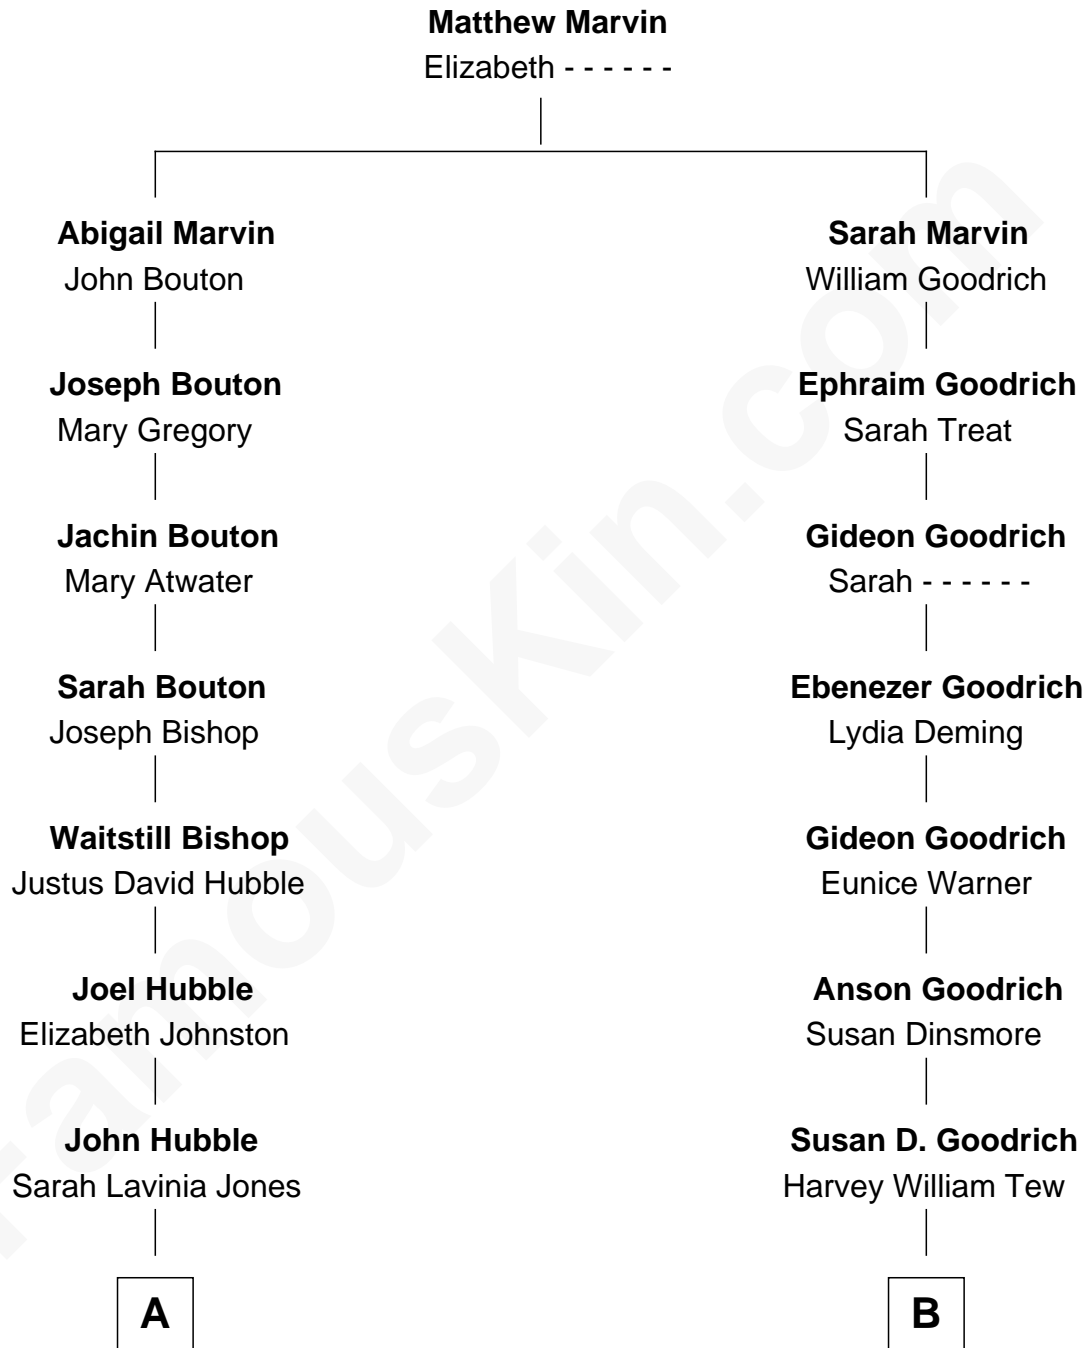 Matthew Marvin
Elizabeth - - - - - -
Abigail Marvin
John Bouton
Sarah Marvin
William Goodrich
Joseph Bouton
Mary Gregory
Ephraim Goodrich
Sarah Treat
Jachin Bouton
Mary Atwater
Gideon Goodrich
Sarah - - - - - -
Sarah Bouton
Joseph Bishop
Ebenezer Goodrich
Lydia Deming
Waitstill Bishop
Justus David Hubble
Gideon Goodrich
Eunice Warner
Joel Hubble
Elizabeth Johnston
Anson Goodrich
Susan Dinsmore
John Hubble
Sarah Lavinia Jones
Susan D. Goodrich
Harvey William Tew
A
B
FamousKin.com